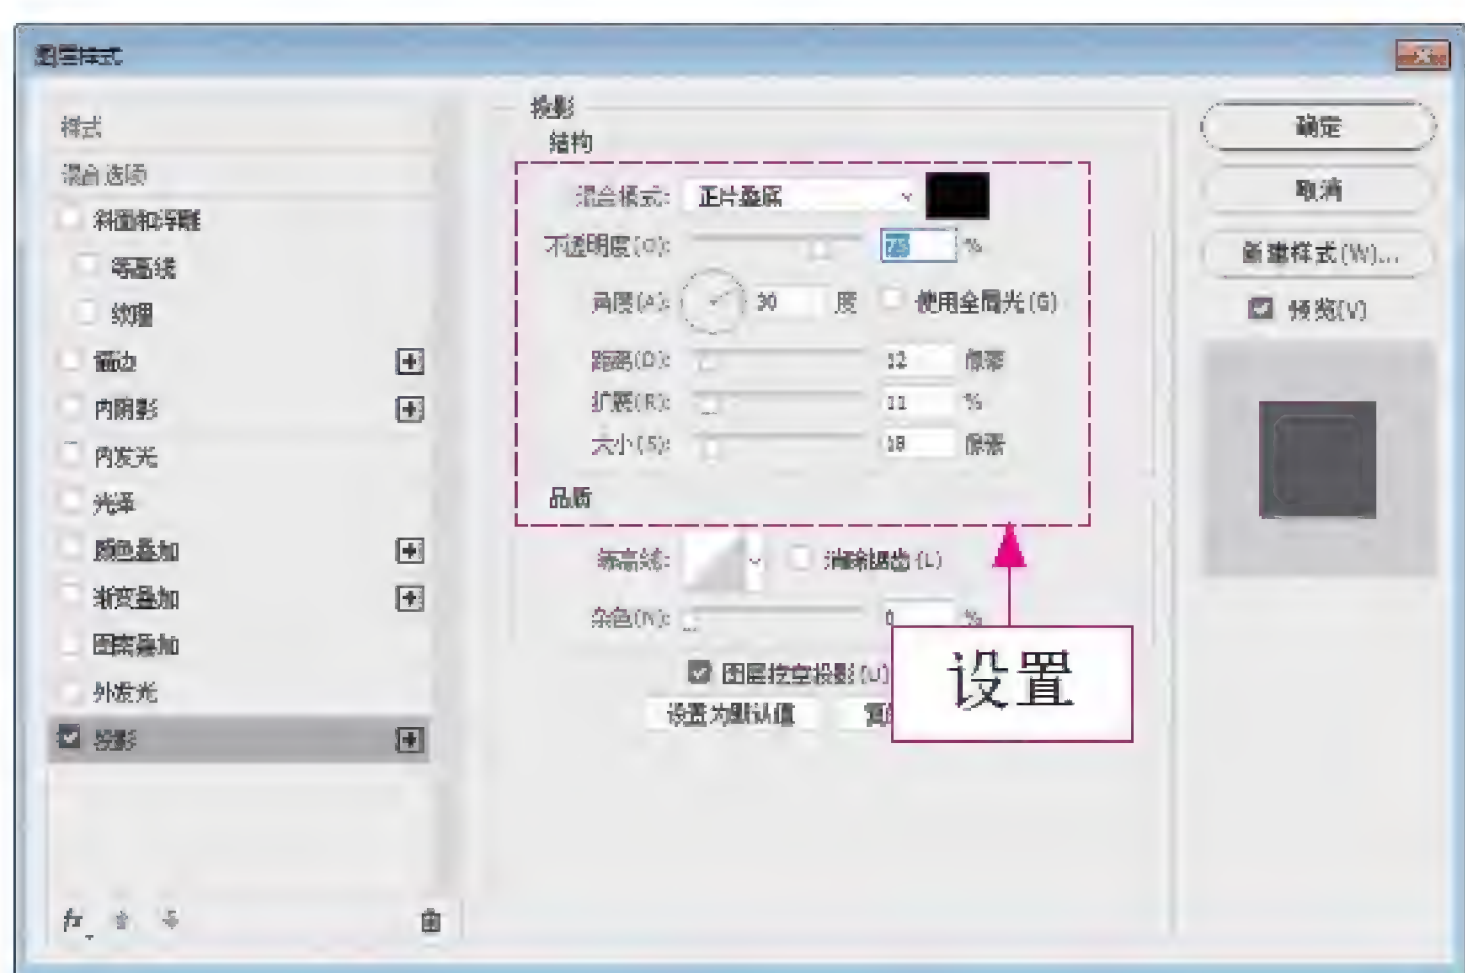 图层样式
样式
混合选项
斜面和浮雕
等高线
纹理
描边
内阴影
内发光
光泽
颜色叠加
渐变叠加
图案叠加
外发光
投影
fx
投影
结构
混合模式: 正片叠底
不透明度(O): 75 %
角度(A): 30 度 使用全局光(G)
距离(D): 12 像素
扩展(R): 11 %
大小(S): 18 像素
品质
等高线: 消除锯齿(L)
杂色(N): 0 %
图层挖空投影(U)
设置为默认值
设置
确定
取消
新建样式(W)...
预览(V)